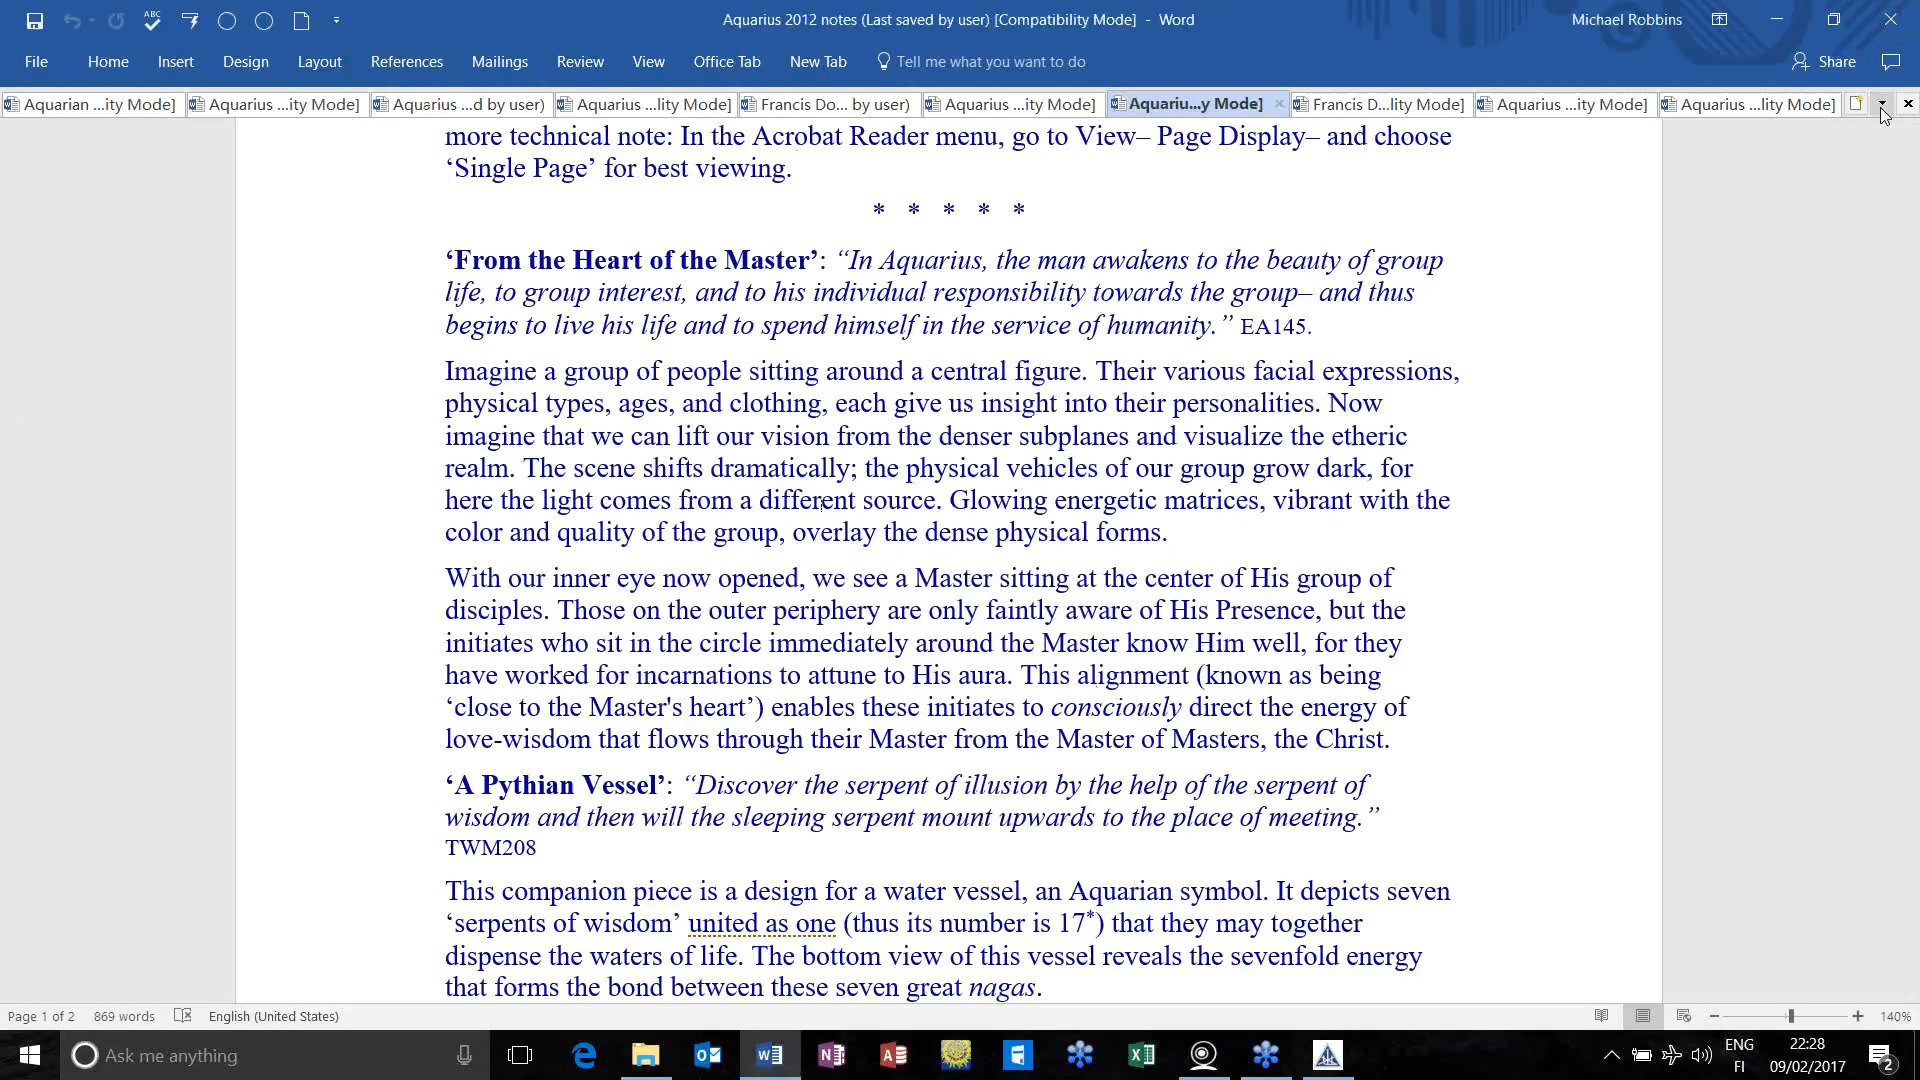 ABC
Aquarius 2012 notes (Last saved by user) [Compatibility Mode] - Word
Michael Robbins
File Home Insert Design Layout References Mailings Review View Office Tab New Tab Tell me what you want to do Share
Aquarian ...ity Mode] Aquarius ...ity Mode] Aquarius ...d by user) Aquarius ...lity Mode] Francis Do... by user) Aquarius ...ity Mode] Aquariu...y Mode] Francis D...lity Mode] Aquarius ...ity Mode] Aquarius ...lity Mode]
more technical note: In the Acrobat Reader menu, go to View– Page Display– and choose
‘Single Page’ for best viewing.
* * * * *
‘From the Heart of the Master’: “In Aquarius, the man awakens to the beauty of group
life, to group interest, and to his individual responsibility towards the group– and thus
begins to live his life and to spend himself in the service of humanity.” EA145.
Imagine a group of people sitting around a central figure. Their various facial expressions,
physical types, ages, and clothing, each give us insight into their personalities. Now
imagine that we can lift our vision from the denser subplanes and visualize the etheric
realm. The scene shifts dramatically; the physical vehicles of our group grow dark, for
here the light comes from a different source. Glowing energetic matrices, vibrant with the
color and quality of the group, overlay the dense physical forms.
With our inner eye now opened, we see a Master sitting at the center of His group of
disciples. Those on the outer periphery are only faintly aware of His Presence, but the
initiates who sit in the circle immediately around the Master know Him well, for they
have worked for incarnations to attune to His aura. This alignment (known as being
‘close to the Master's heart’) enables these initiates to consciously direct the energy of
love-wisdom that flows through their Master from the Master of Masters, the Christ.
‘A Pythian Vessel’: “Discover the serpent of illusion by the help of the serpent of
wisdom and then will the sleeping serpent mount upwards to the place of meeting.”
TWM208
This companion piece is a design for a water vessel, an Aquarian symbol. It depicts seven
‘serpents of wisdom’ united as one (thus its number is 17*) that they may together
dispense the waters of life. The bottom view of this vessel reveals the sevenfold energy
that forms the bond between these seven great nagas.
Page 1 of 2 869 words English (United States) 140%
Ask me anything
ENG 22:28
FI 09/02/2017 2